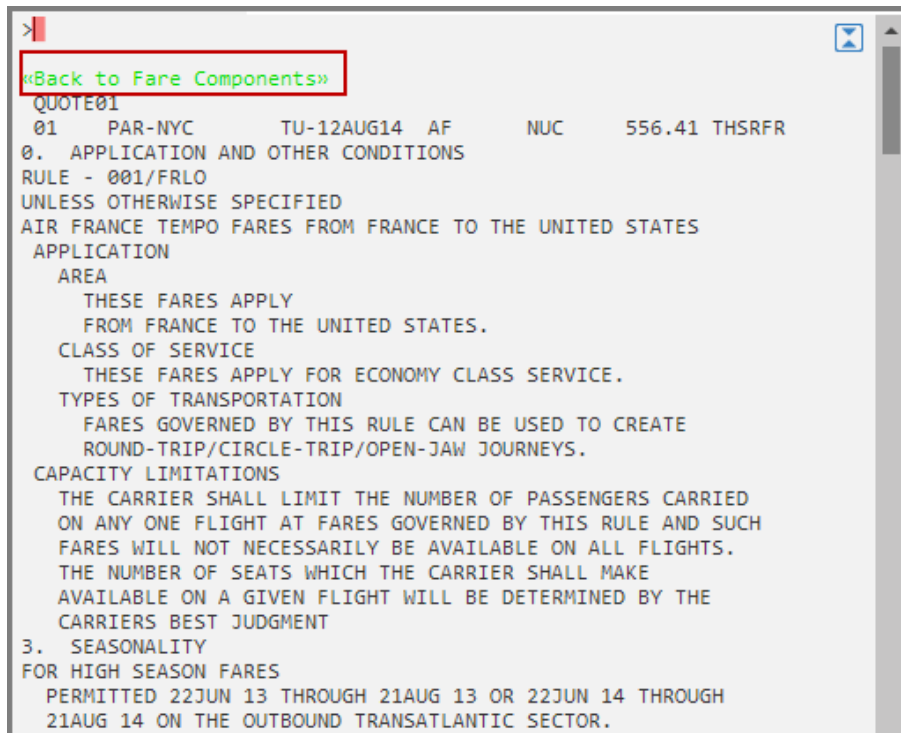 >
«Back to Fare Components»
QUOTE01
01 PAR-NYC TU-12AUG14 AF NUC 556.41 THSRFR
0. APPLICATION AND OTHER CONDITIONS
RULE - 001/FRLO
UNLESS OTHERWISE SPECIFIED
AIR FRANCE TEMPO FARES FROM FRANCE TO THE UNITED STATES
APPLICATION
AREA
THESE FARES APPLY
FROM FRANCE TO THE UNITED STATES.
CLASS OF SERVICE
THESE FARES APPLY FOR ECONOMY CLASS SERVICE.
TYPES OF TRANSPORTATION
FARES GOVERNED BY THIS RULE CAN BE USED TO CREATE
ROUND-TRIP/CIRCLE-TRIP/OPEN-JAW JOURNEYS.
CAPACITY LIMITATIONS
THE CARRIER SHALL LIMIT THE NUMBER OF PASSENGERS CARRIED
ON ANY ONE FLIGHT AT FARES GOVERNED BY THIS RULE AND SUCH
FARES WILL NOT NECESSARILY BE AVAILABLE ON ALL FLIGHTS.
THE NUMBER OF SEATS WHICH THE CARRIER SHALL MAKE
AVAILABLE ON A GIVEN FLIGHT WILL BE DETERMINED BY THE
CARRIERS BEST JUDGMENT
3. SEASONALITY
FOR HIGH SEASON FARES
PERMITTED 22JUN 13 THROUGH 21AUG 13 OR 22JUN 14 THROUGH
21AUG 14 ON THE OUTBOUND TRANSATLANTIC SECTOR.